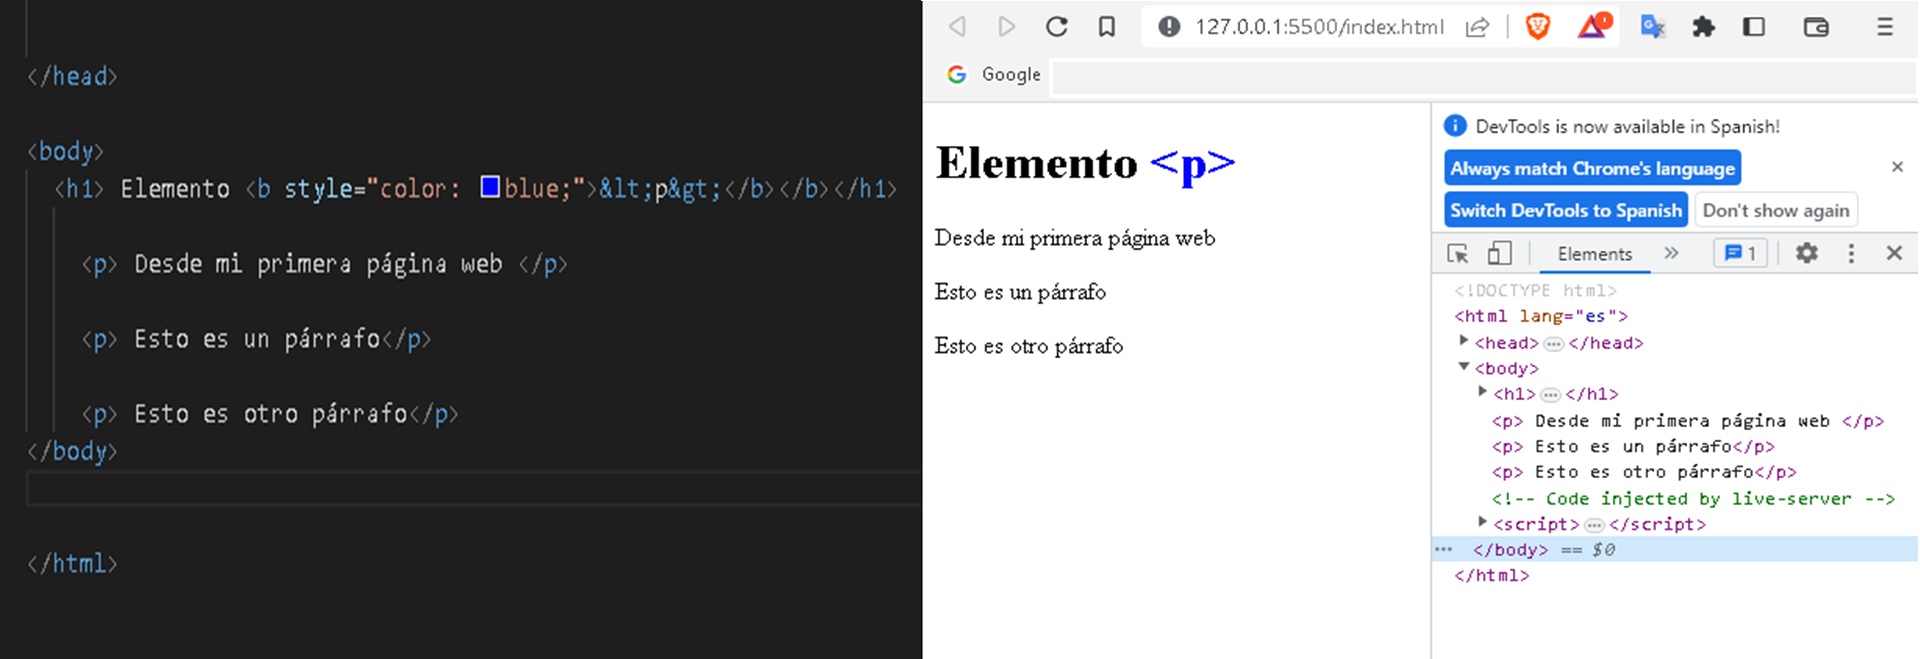 </head>
<body>
<h1> Elemento <b style="color: blue;">&lt;p&gt;</b></b></h1>
<p> Desde mi primera página web </p>
<p> Esto es un párrafo</p>
<p> Esto es otro párrafo</p>
</body>
</html>
127.0.0.1:5500/index.html
Google
Elemento <p>
Desde mi primera página web
Esto es un párrafo
Esto es otro párrafo
DevTools is now available in Spanish!
Always match Chrome's language
Switch DevTools to Spanish Don't show again
Elements » 1
<!DOCTYPE html>
<html lang="es">
<head>…</head>
<body>
<h1>…</h1>
<p> Desde mi primera página web </p>
<p> Esto es un párrafo</p>
<p> Esto es otro párrafo</p>
<!-- Code injected by live-server -->
<script>…</script>
… </body> == $0
</html>